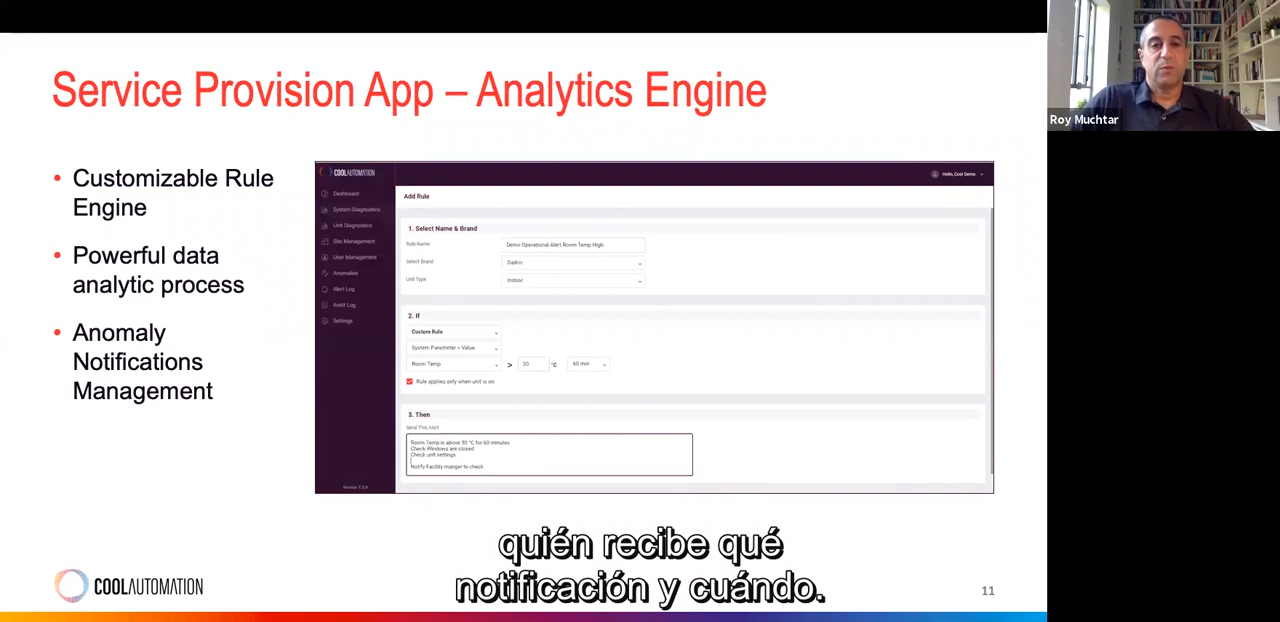 Service Provision App – Analytics Engine
Roy Muchtar
• Customizable Rule
Engine
• Powerful data
analytic process
• Anomaly
Notifications
Management
COOLAUTOMATION
Hello, Cool Demo
Dashboard
System Diagnostics
Unit Diagnostics
Site Management
User Management
Anomalies
Alert Log
Audit Log
Settings
Version 7.0.9
Add Rule
1. Select Name & Brand
Rule Name
Demo Operational Alert Room Temp High.
Select Brand
Daikin
Unit Type
Indoor
2. If
Custom Rule
System Parameter + Value
Room Temp > 30 °C 60 min
Rule applies only when unit is on
3. Then
Send This Alert
Room Temp is above 30 °C for 60 minutes
Check Windows are closed
Check unit settings
Notify Facility manger to check
quién recibe qué
notificación y cuándo.
COOLAUTOMATION
11